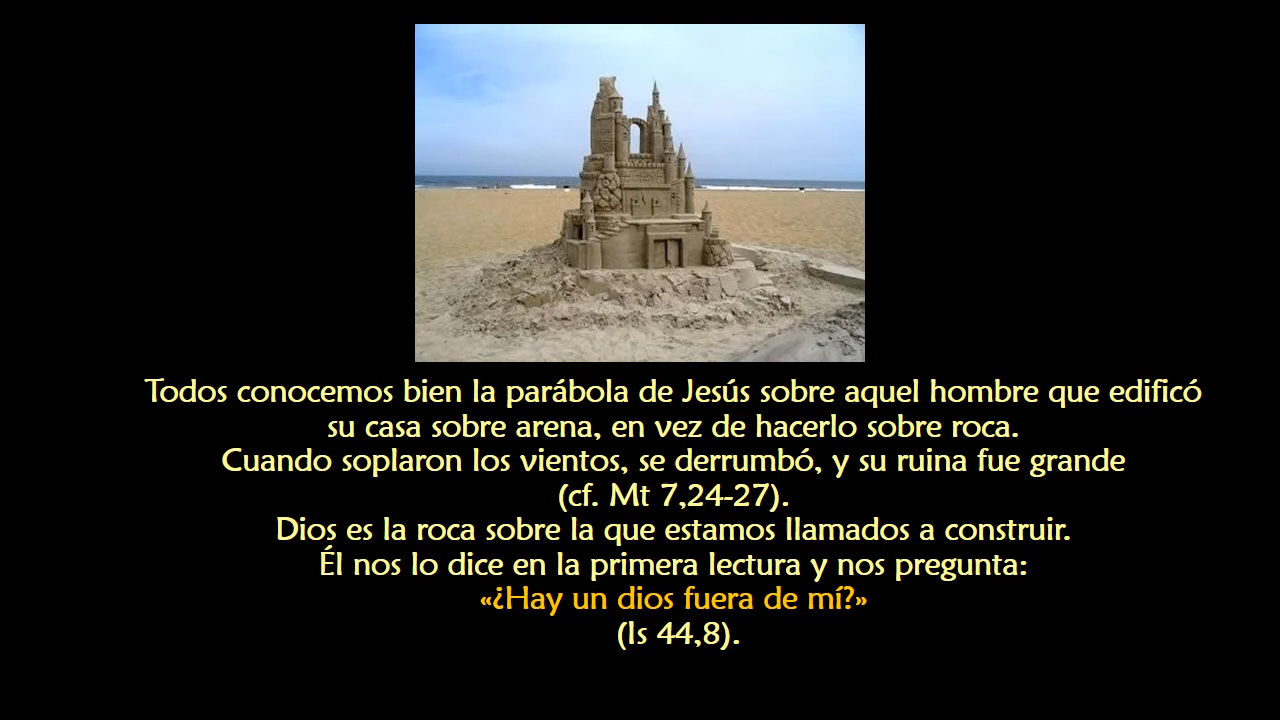 Todos conocemos bien la parábola de Jesús sobre aquel hombre que edificó
su casa sobre arena, en vez de hacerlo sobre roca.
Cuando soplaron los vientos, se derrumbó, y su ruina fue grande
(cf. Mt 7,24-27).
Dios es la roca sobre la que estamos llamados a construir.
Él nos lo dice en la primera lectura y nos pregunta:
«¿Hay un dios fuera de mí?»
(Is 44,8).